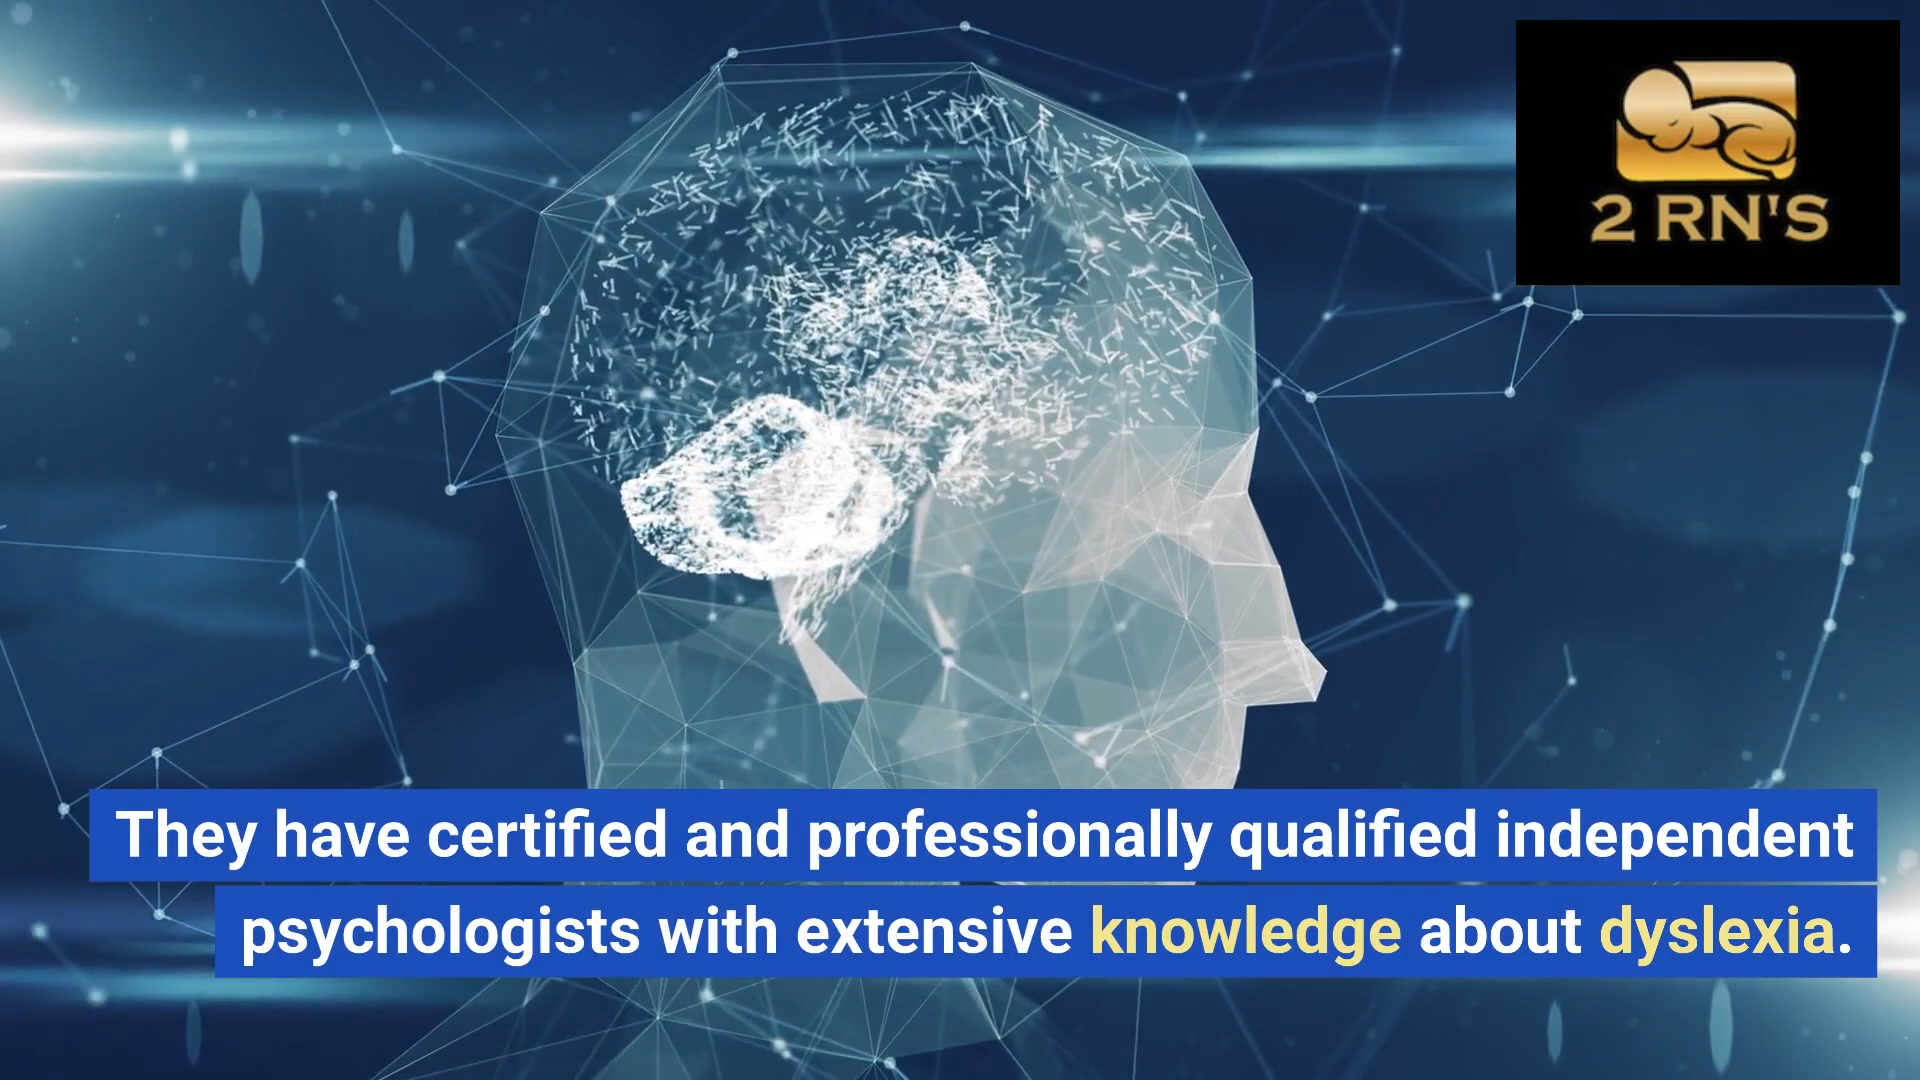 2 RN'S
They have certified and professionally qualified independent
psychologists with extensive knowledge about dyslexia.